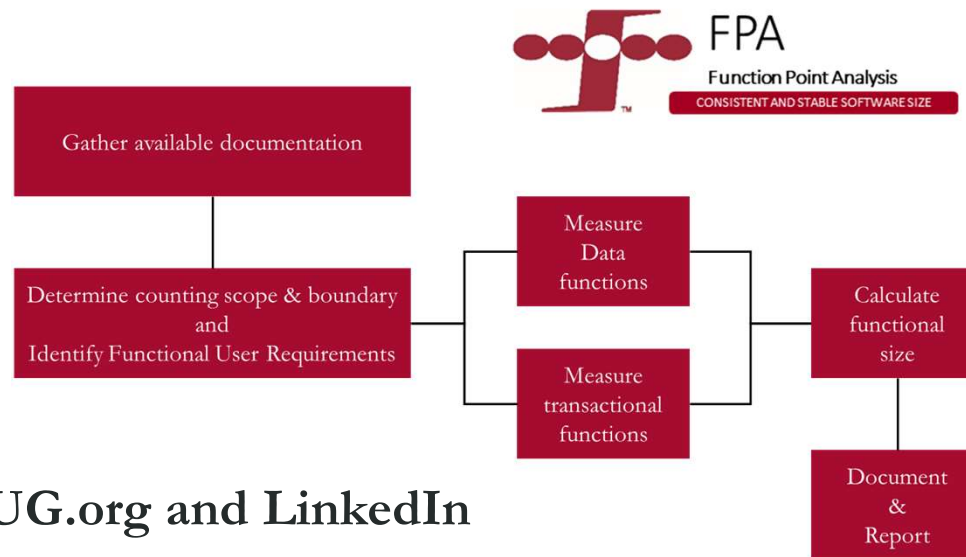 FPA
Function Point Analysis
CONSISTENT AND STABLE SOFTWARE SIZE
TM
Gather available documentation
Determine counting scope & boundary
and
Identify Functional User Requirements
Measure
Data
functions
Measure
transactional
functions
Calculate
functional
size
Document
&
Report
UG.org and LinkedIn